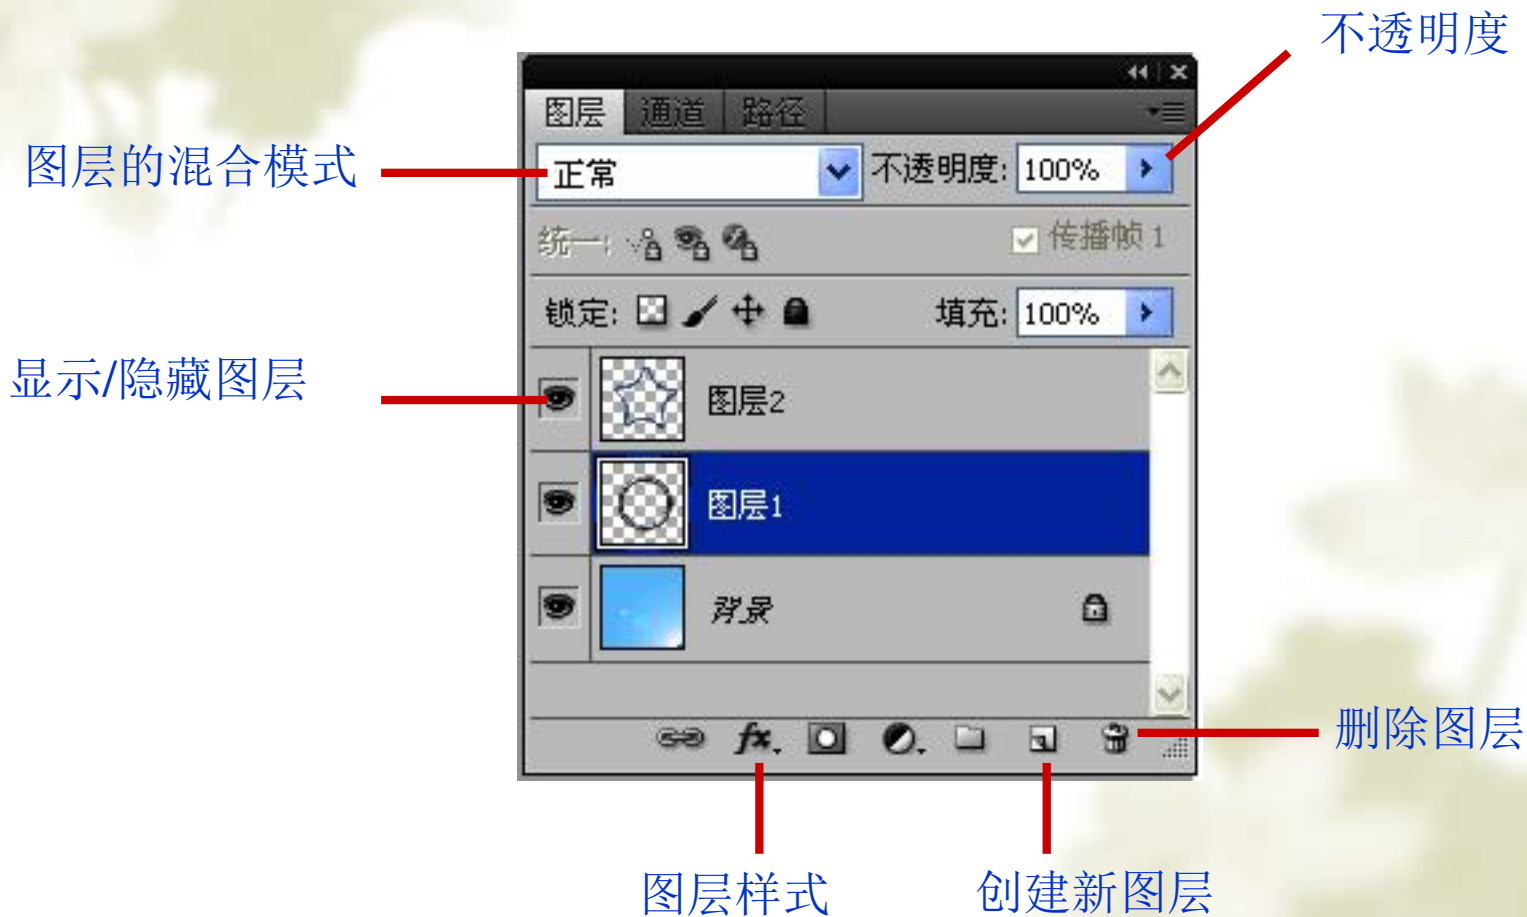 不透明度
图层 通道 路径
图层的混合模式
正常 不透明度: 100%
统一: 传播帧 1
锁定: 填充: 100%
显示/隐藏图层
图层2
图层1
背景
删除图层
fx.
图层样式
创建新图层